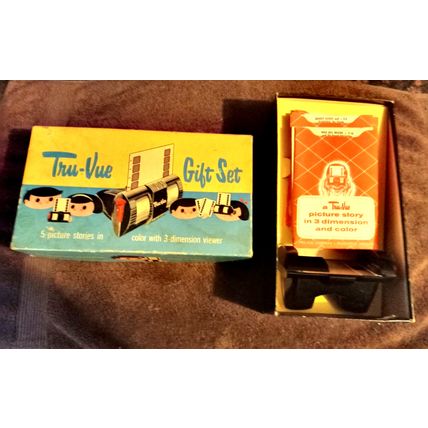 Tru-Vue
Gift Set
5 picture stories in color with 3-dimension viewer
a Tru-Vue
picture story
in 3 dimension
and color